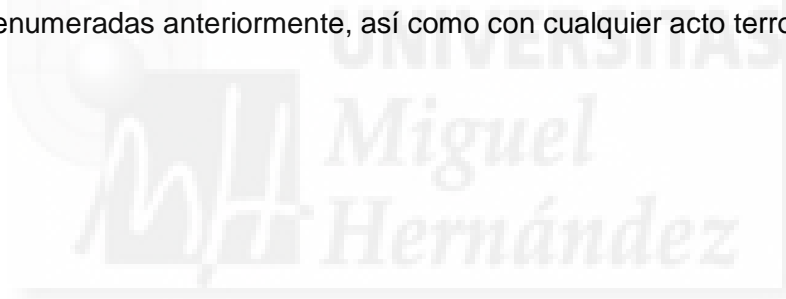 enumeradas anteriormente, así como con cualquier acto terro
UNIVERSITAS
Miguel
Hernández